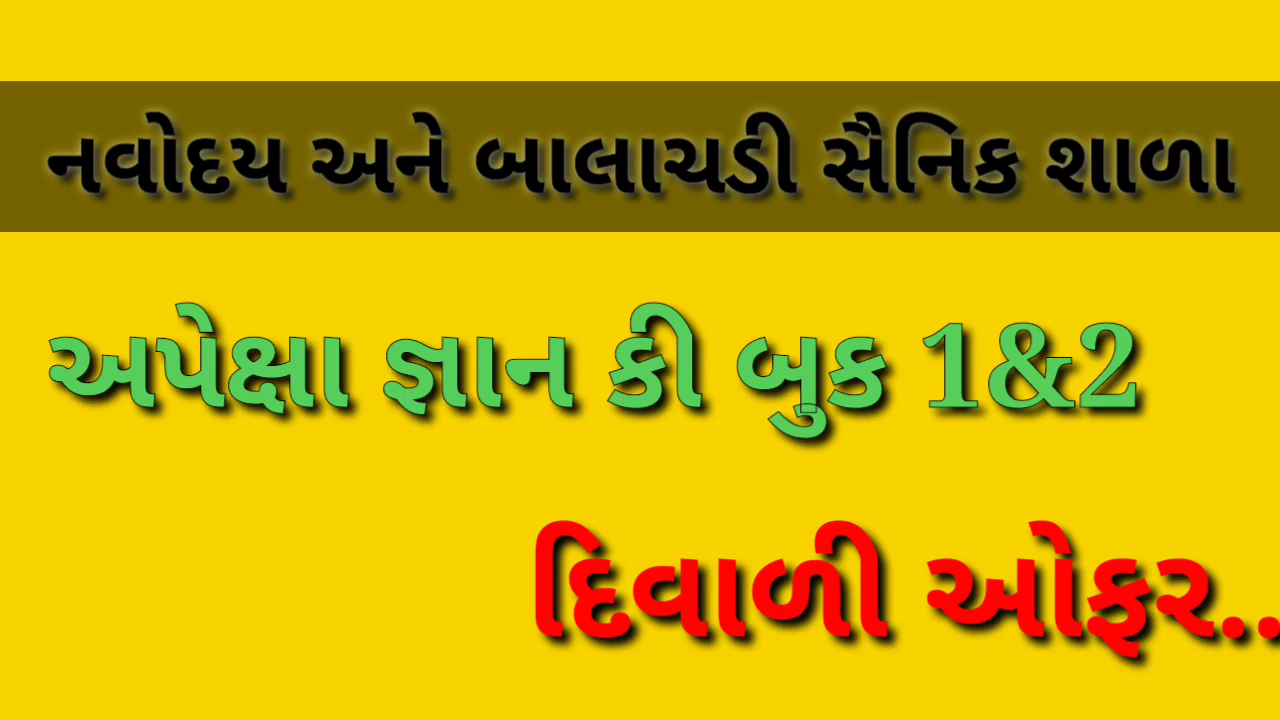 નવોદય અને બાલાચડી સૈનિક શાળા
અપેક્ષા જ્ઞાન કી બુક 1&2
દિવાળી ઓફર..